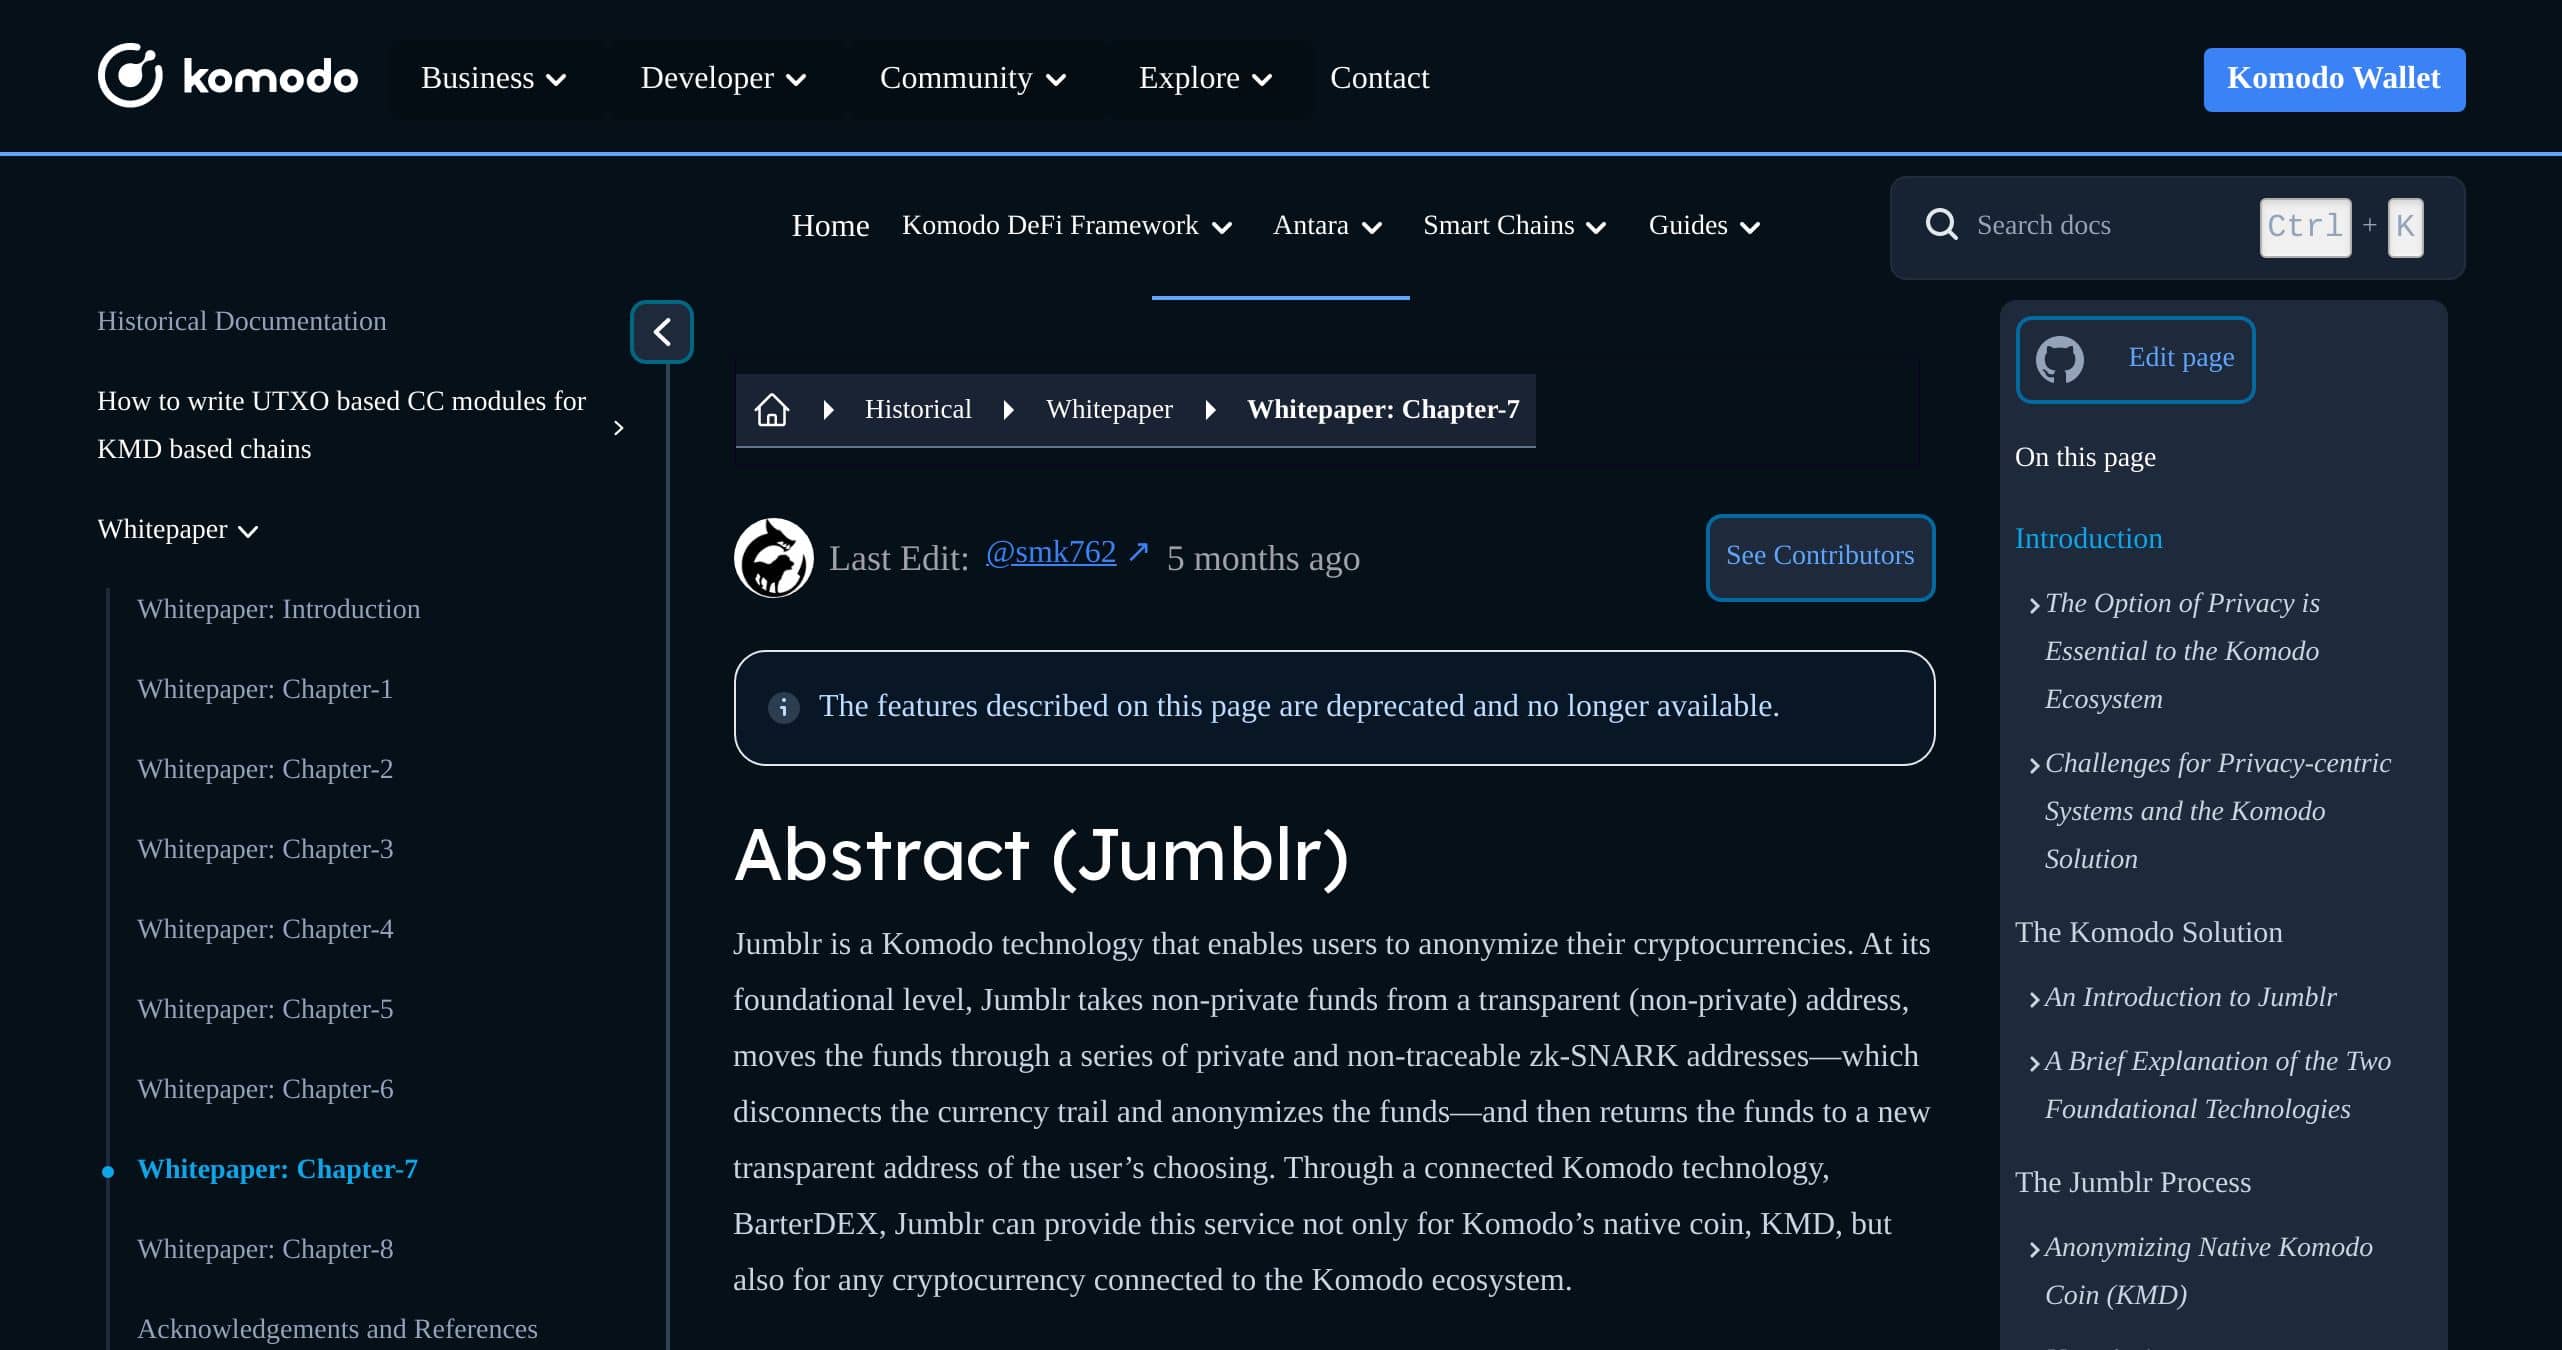 komodo Business Developer Community Explore Contact Komodo Wallet
Home Komodo DeFi Framework Antara Smart Chains Guides Search docs Ctrl + K
Historical Documentation
How to write UTXO based CC modules for
KMD based chains
Whitepaper
Whitepaper: Introduction
Whitepaper: Chapter-1
Whitepaper: Chapter-2
Whitepaper: Chapter-3
Whitepaper: Chapter-4
Whitepaper: Chapter-5
Whitepaper: Chapter-6
Whitepaper: Chapter-7
Whitepaper: Chapter-8
Acknowledgements and References
Historical Whitepaper Whitepaper: Chapter-7
Last Edit: @smk762 5 months ago See Contributors
The features described on this page are deprecated and no longer available.
Abstract (Jumblr)
Jumblr is a Komodo technology that enables users to anonymize their cryptocurrencies. At its
foundational level, Jumblr takes non-private funds from a transparent (non-private) address,
moves the funds through a series of private and non-traceable zk-SNARK addresses—which
disconnects the currency trail and anonymizes the funds—and then returns the funds to a new
transparent address of the user’s choosing. Through a connected Komodo technology,
BarterDEX, Jumblr can provide this service not only for Komodo’s native coin, KMD, but
also for any cryptocurrency connected to the Komodo ecosystem.
Edit page
On this page
Introduction
The Option of Privacy is
Essential to the Komodo
Ecosystem
Challenges for Privacy-centric
Systems and the Komodo
Solution
The Komodo Solution
An Introduction to Jumblr
A Brief Explanation of the Two
Foundational Technologies
The Jumblr Process
Anonymizing Native Komodo
Coin (KMD)